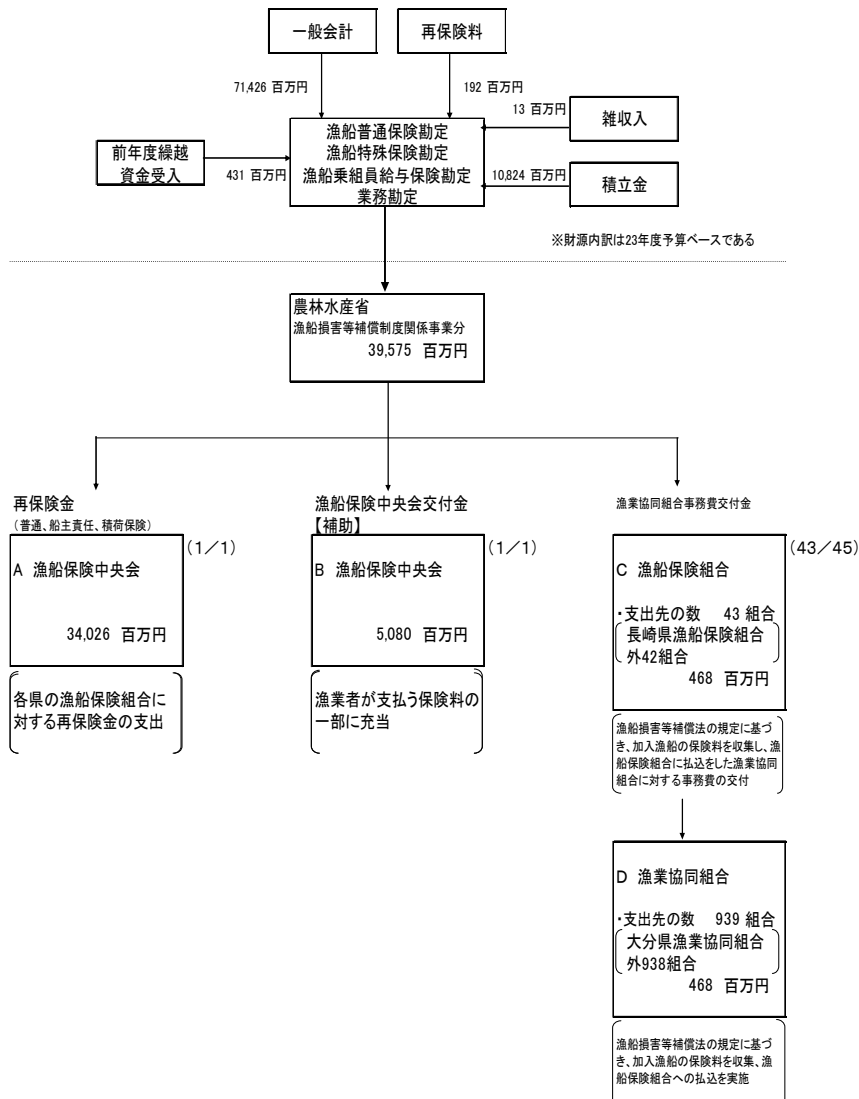 一般会計
再保険料
71,426 百万円
192 百万円
13 百万円
雑収入
前年度繰越
資金受入
431 百万円
漁船普通保険勘定
漁船特殊保険勘定
漁船乗組員給与保険勘定
業務勘定
10,824 百万円
積立金
※財源内訳は23年度予算ベースである
農林水産省
漁船損害等補償制度関係事業分
39,575 百万円
再保険金
(普通、船主責任、積荷保険)
(1/1)
A 漁船保険中央会
34,026 百万円
各県の漁船保険組合に
対する再保険金の支出
漁船保険中央会交付金
【補助】
(1/1)
B 漁船保険中央会
5,080 百万円
漁業者が支払う保険料の
一部に充当
漁業協同組合事務費交付金
(43/45)
C 漁船保険組合
・支出先の数 43 組合
長崎県漁船保険組合
外42組合
468 百万円
漁船損害等補償法の規定に基づ
き、加入漁船の保険料を収集し、漁
船保険組合に払込をした漁業協同
組合に対する事務費の交付
D 漁業協同組合
・支出先の数 939 組合
大分県漁業協同組合
外938組合
468 百万円
漁船損害等補償法の規定に基づ
き、加入漁船の保険料を収集、漁
船保険組合への払込を実施